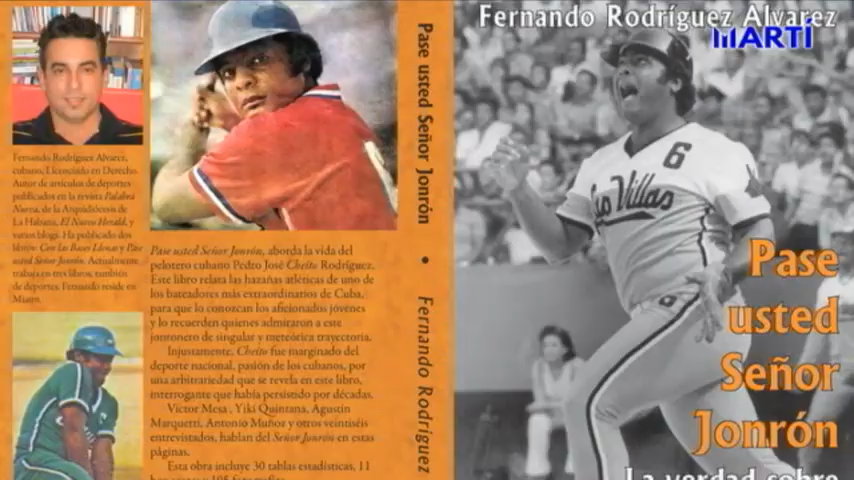 Fernando Rodríguez Alvarez,
cubano, Licenciado en Derecho.
Autor de artículos de deportes
publicados en la revista Palabra
Nueva, de la Arquidiócesis de
La Habana, El Nuevo Herald, y
varios blogs. Ha publicado dos
libros: Con las Bases Llenas y Pase
usted Señor Jonrón. Actualmente
trabaja en tres libros, también
de deportes. Fernando reside en
Miami.
Pase usted Señor Jonrón, aborda la vida del
pelotero cubano Pedro José Cheito Rodríguez.
Este libro relata las hazañas atléticas de uno de
los bateadores más extraordinarios de Cuba,
para que lo conozcan los aficionados jóvenes
y lo recuerden quienes admiraron a este
jonronero de singular y meteórica trayectoria.
Injustamente, Cheito fue marginado del
deporte nacional, pasión de los cubanos, por
una arbitrariedad que se revela en este libro,
interrogante que había persistido por décadas.
Víctor Mesa, Yiki Quintana, Agustín
Marquetti, Antonio Muñoz y otros veintiséis
entrevistados, hablan del Señor Jonrón en estas
páginas.
Esta obra incluye 30 tablas estadísticas, 11
Pase usted Señor Jonrón • Fernando Rodríguez
Fernando Rodríguez Alvarez
MARTÍ
6
Las Villas
6
Pase
usted
Señor
Jonrón
La verdad sobre